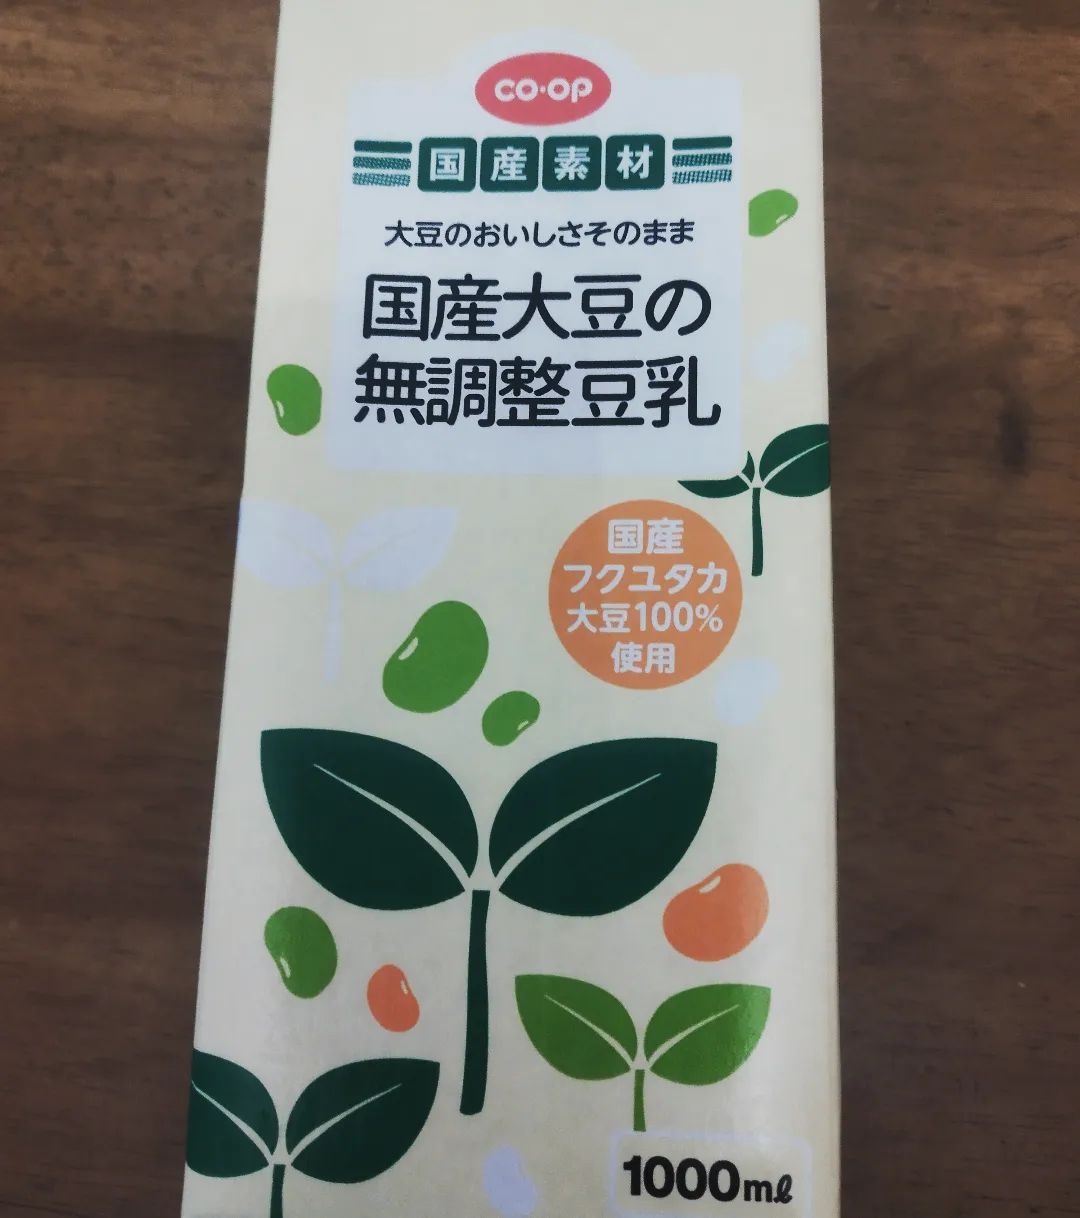 co·op
国産素材
大豆のおいしさそのまま
国産大豆の
無調整豆乳
国産
フクユタカ
大豆100%
使用
1000mℓ